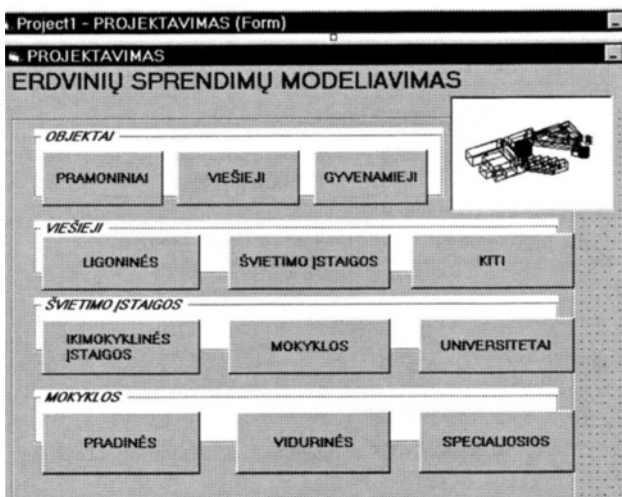 Project1 - PROJEKTAVIMAS (Form)
PROJEKTAVIMAS
ERDVINIŲ SPRENDIMŲ MODELIAVIMAS
OBJEKTAI
PRAMONINIAI VIEŠIEJI GYVENAMIEJI
VIEŠIEJI
LIGONINĖS ŠVIETIMO ĮSTAIGOS KITI
ŠVIETIMO ĮSTAIGOS
IKIMOKYKLINĖS
ĮSTAIGOS
MOKYKLOS UNIVERSITETAI
MOKYKLOS
PRADINĖS VIDURINĖS SPECIALIOSIOS